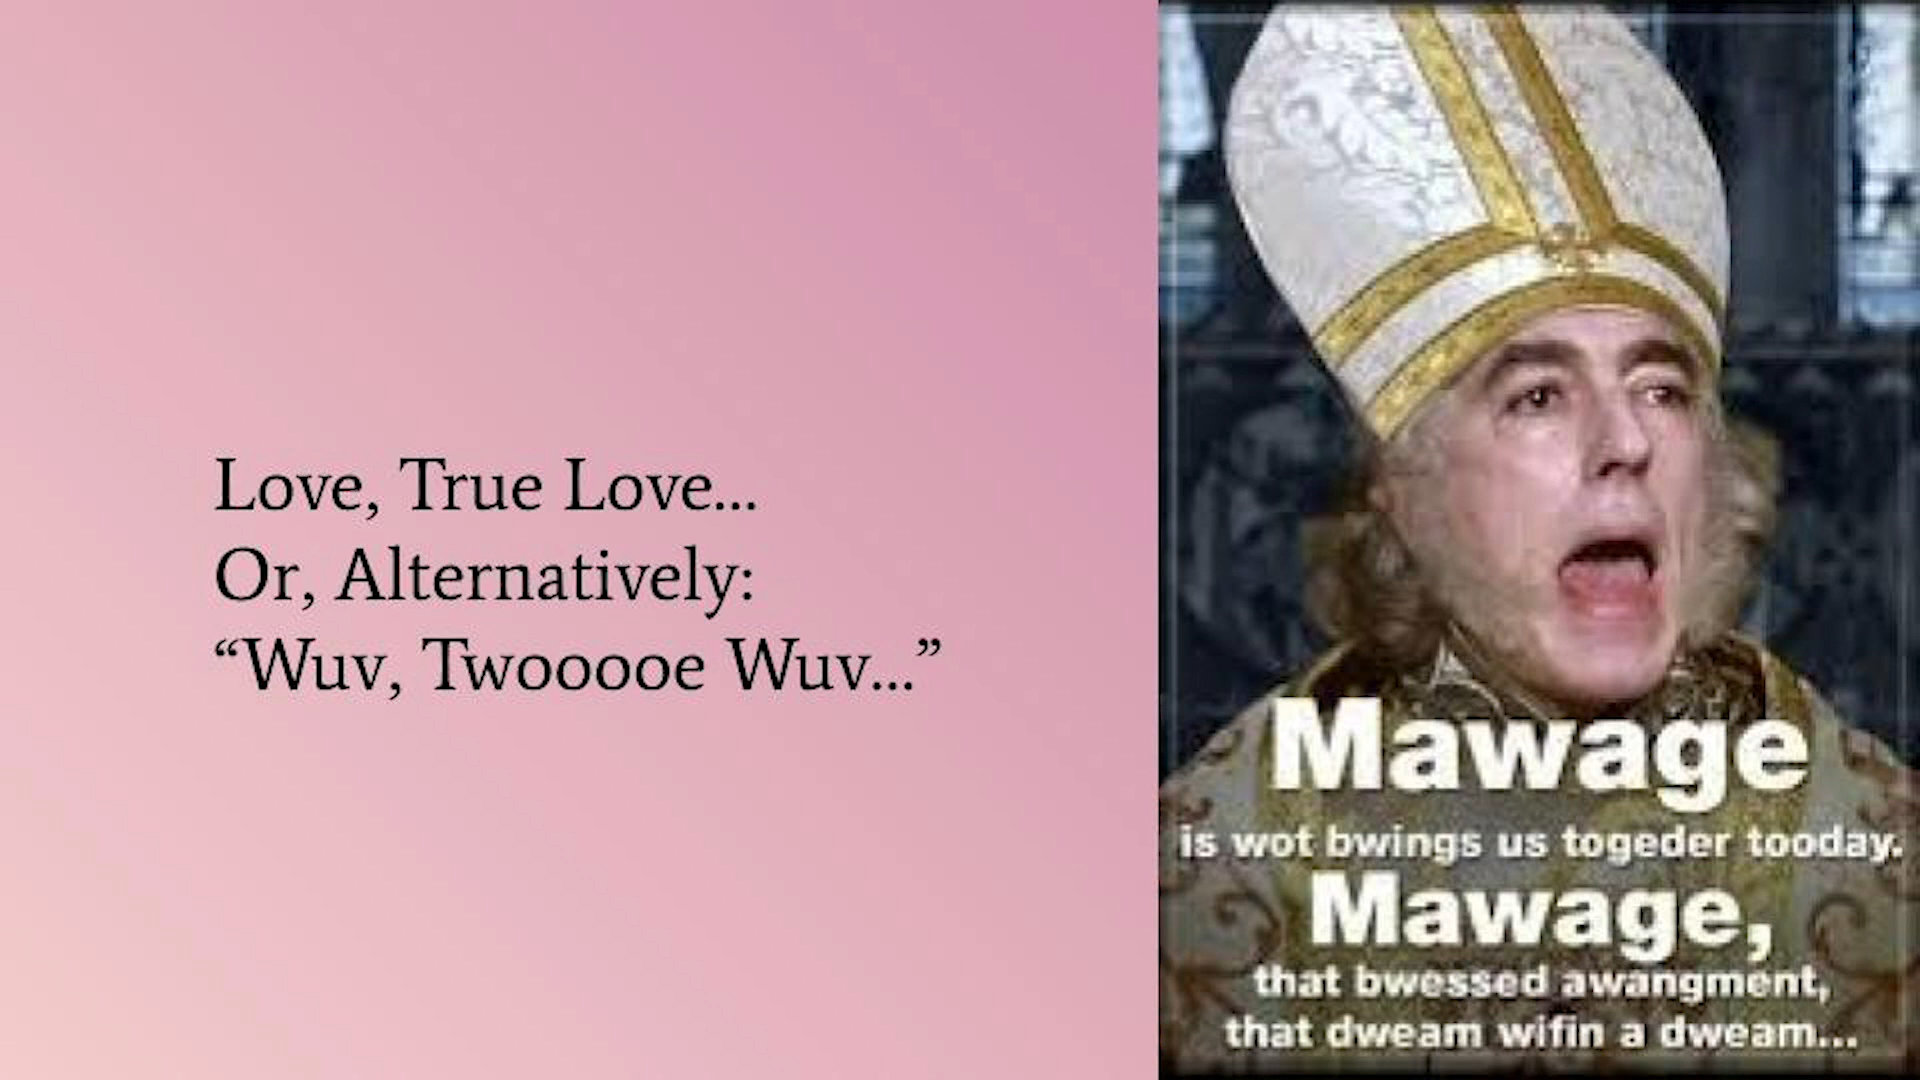 Love, True Love...
Or, Alternatively:
“Wuv, Twooooe Wuv...”
Mawage
is wot bwings us togeder tooday.
Mawage,
that bwessed awangment,
that dweam wifin a dweam...